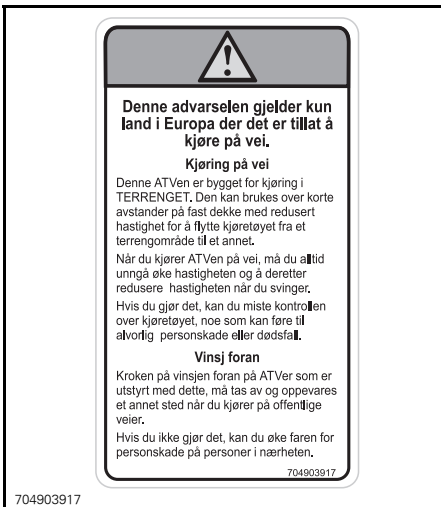 Denne advarselen gjelder kun
land i Europa der det er tillat å
kjøre på vei.
Kjøring på vei
Denne ATVen er bygget for kjøring i
TERRENGET. Den kan brukes over korte
avstander på fast dekke med redusert
hastighet for å flytte kjøretøyet fra et
terrengområde til et annet.
Når du kjører ATVen på vei, må du alltid
unngå øke hastigheten og å deretter
redusere hastigheten når du svinger.
Hvis du gjør det, kan du miste kontrollen
over kjøretøyet, noe som kan føre til
alvorlig personskade eller dødsfall.
Vinsj foran
Kroken på vinsjen foran på ATVer som er
utstyrt med dette, må tas av og oppevares
et annet sted når du kjører på offentlige
veier.
Hvis du ikke gjør det, kan du øke faren for
personskade på personer i nærheten.
704903917
704903917